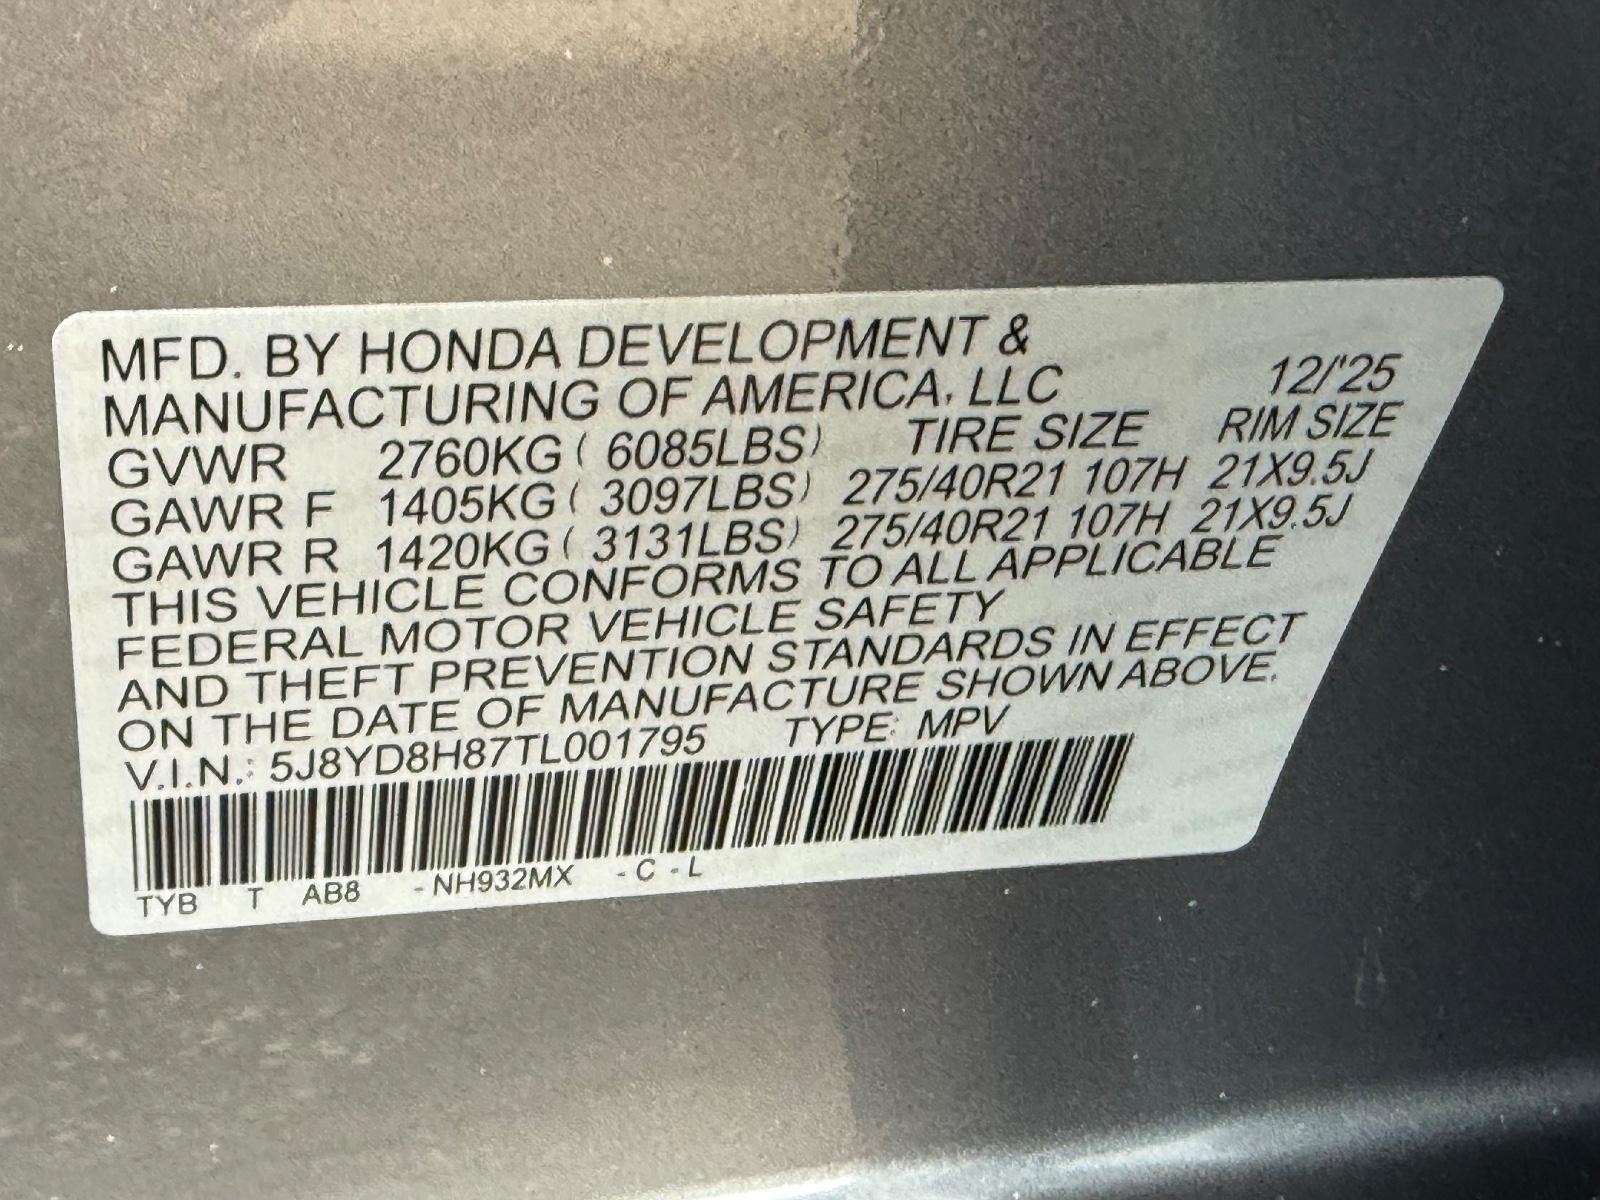 MFD. BY HONDA DEVELOPMENT &
MANUFACTURING OF AMERICA, LLC 12/'25
GVWR 2760KG ( 6085LBS) TIRE SIZE RIM SIZE
GAWR F 1405KG ( 3097LBS) 275/40R21 107H 21X9.5J
GAWR R 1420KG ( 3131LBS) 275/40R21 107H 21X9.5J
THIS VEHICLE CONFORMS TO ALL APPLICABLE
FEDERAL MOTOR VEHICLE SAFETY
AND THEFT PREVENTION STANDARDS IN EFFECT
ON THE DATE OF MANUFACTURE SHOWN ABOVE.
V.I.N.: 5J8YD8H87TL001795 TYPE: MPV
TYB T AB8 -NH932MX -C -L